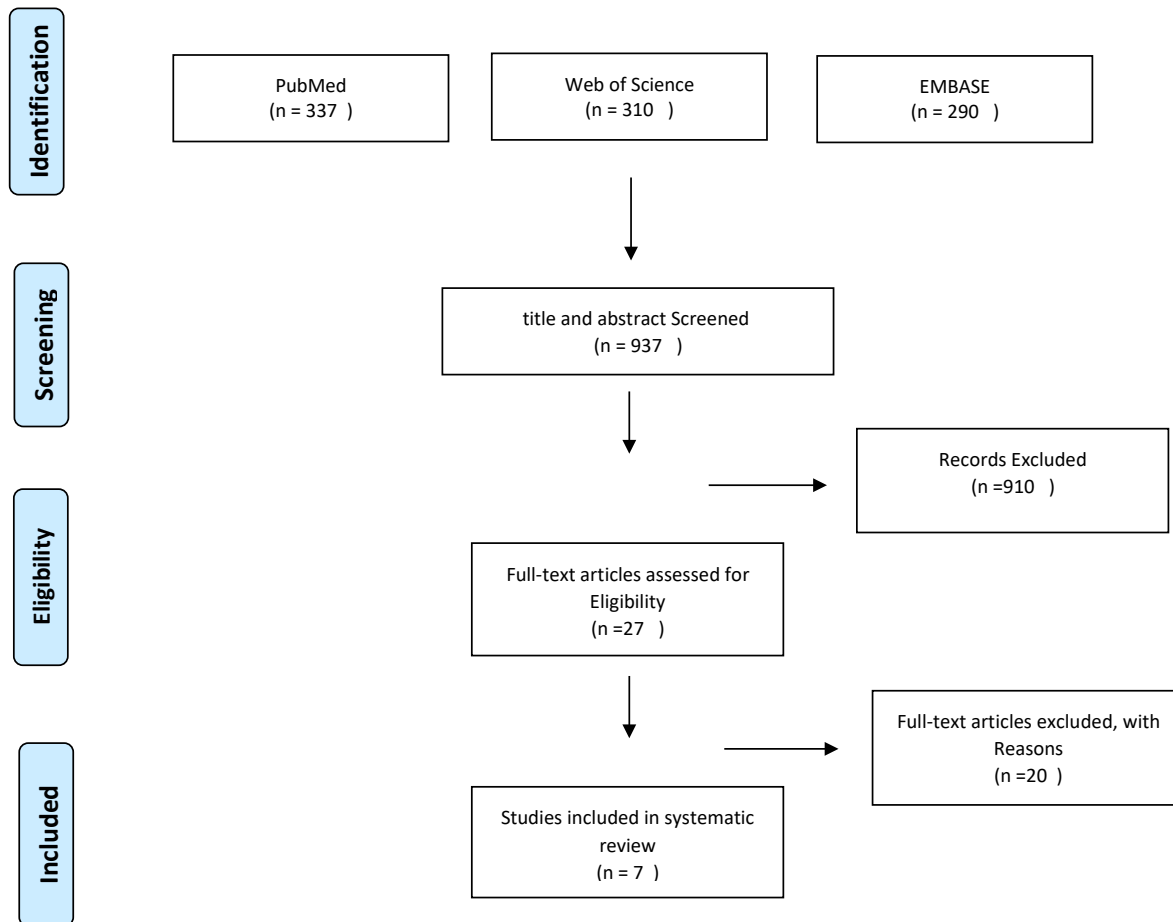 Identification
PubMed
(n = 337  )
Web of Science
(n = 310  )
EMBASE
(n = 290  )
Screening
title and abstract Screened
(n = 937  )
Records Excluded
(n =910  )
Eligibility
Full-text articles assessed for
Eligibility
(n =27  )
Full-text articles excluded, with
Reasons
(n =20  )
Included
Studies included in systematic
review
(n = 7  )